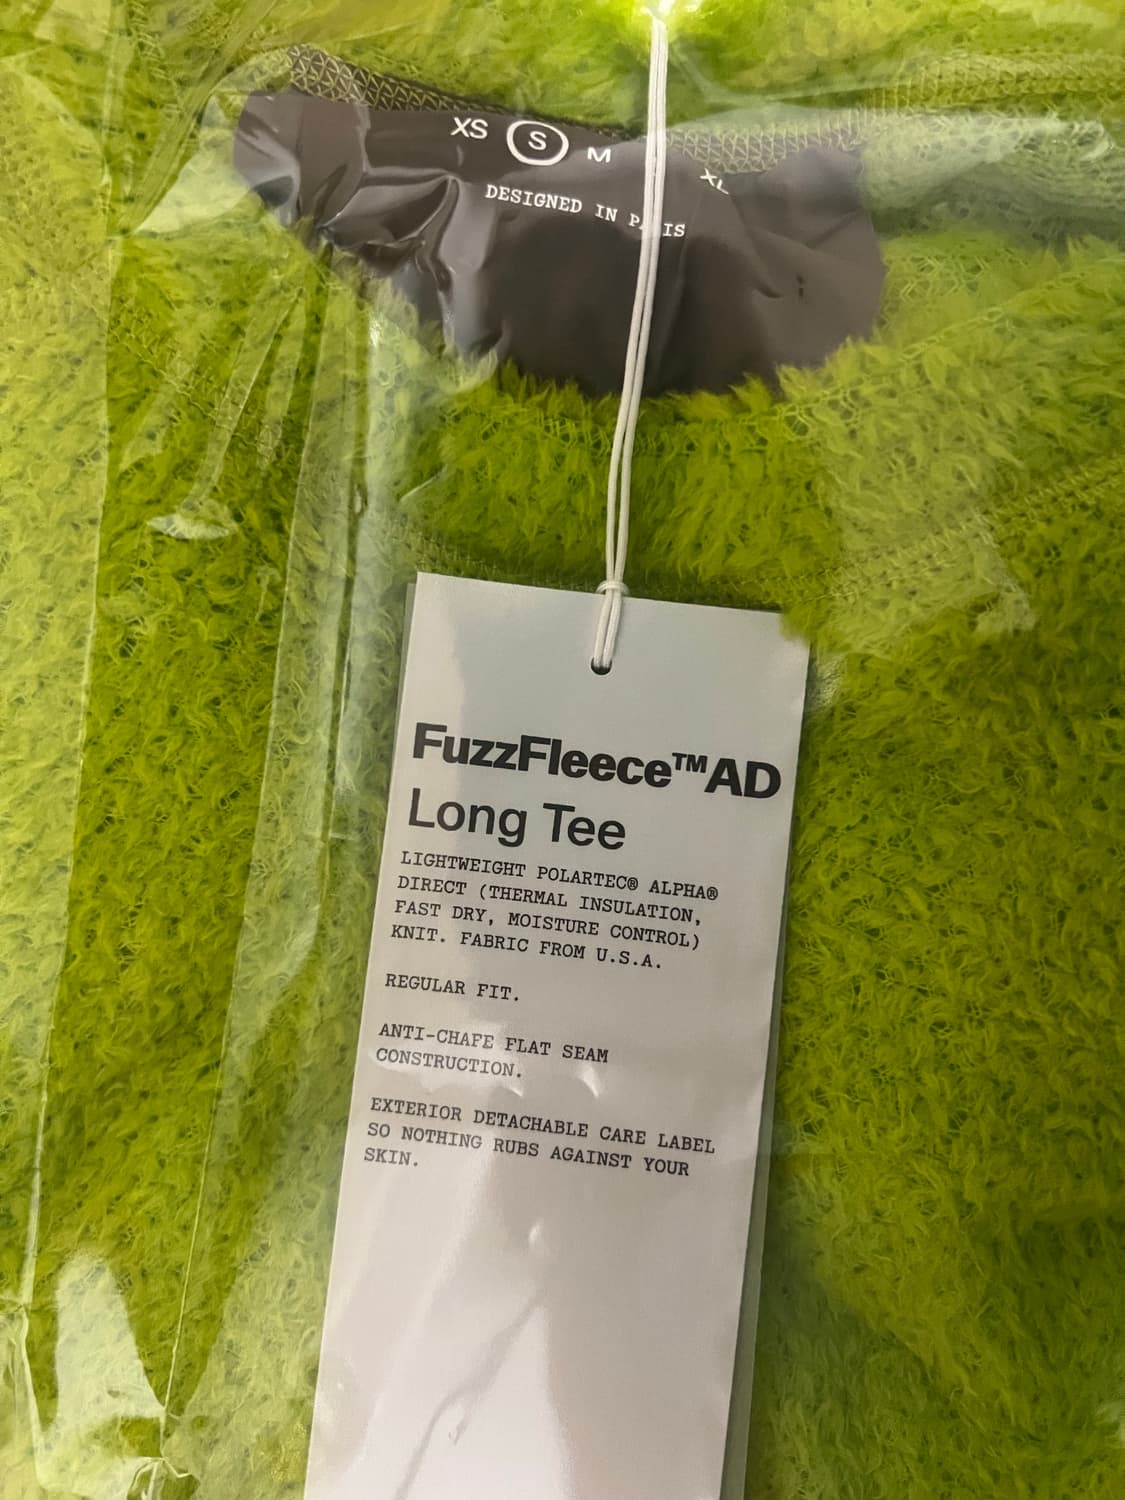 XS S M XL
DESIGNED IN
FuzzFleece™AD
Long Tee
LIGHTWEIGHT POLARTEC® ALPHA®
DIRECT (THERMAL INSULATION,
FAST DRY, MOISTURE CONTROL)
KNIT. FABRIC FROM U.S.A.
REGULAR FIT.
ANTI-CHAFE FLAT SEAM
CONSTRUCTION.
EXTERIOR DETACHABLE CARE LABEL
SO NOTHING RUBS AGAINST YOUR
SKIN.